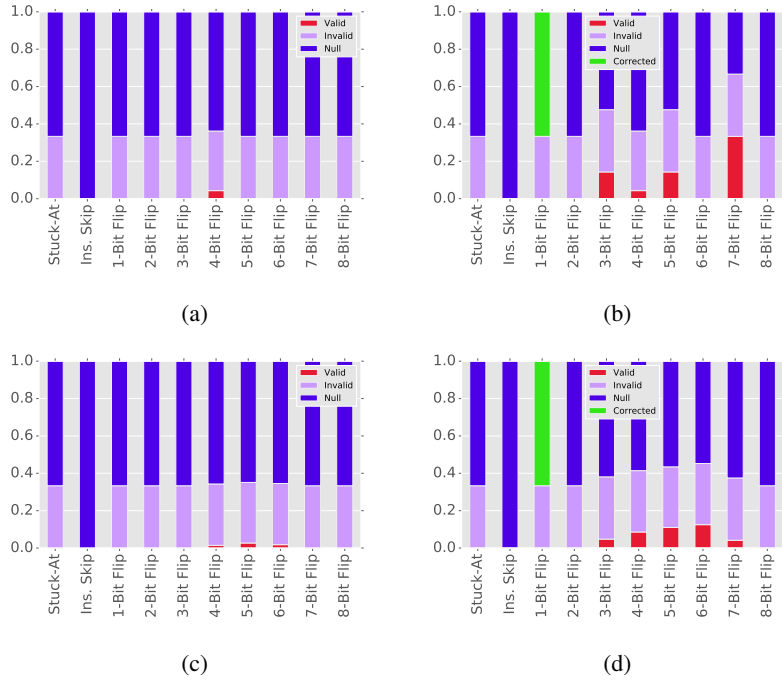 1.0
0.8
0.6
0.4
0.2
0.0
Valid
Invalid
Null
Stuck-At
Ins. Skip
1-Bit Flip
2-Bit Flip
3-Bit Flip
4-Bit Flip
5-Bit Flip
6-Bit Flip
7-Bit Flip
8-Bit Flip
(a)
1.0
0.8
0.6
0.4
0.2
0.0
Valid
Invalid
Null
Corrected
Stuck-At
Ins. Skip
1-Bit Flip
2-Bit Flip
3-Bit Flip
4-Bit Flip
5-Bit Flip
6-Bit Flip
7-Bit Flip
8-Bit Flip
(b)
1.0
0.8
0.6
0.4
0.2
0.0
Valid
Invalid
Null
Stuck-At
Ins. Skip
1-Bit Flip
2-Bit Flip
3-Bit Flip
4-Bit Flip
5-Bit Flip
6-Bit Flip
7-Bit Flip
8-Bit Flip
(c)
1.0
0.8
0.6
0.4
0.2
0.0
Valid
Invalid
Null
Corrected
Stuck-At
Ins. Skip
1-Bit Flip
2-Bit Flip
3-Bit Flip
4-Bit Flip
5-Bit Flip
6-Bit Flip
7-Bit Flip
8-Bit Flip
(d)